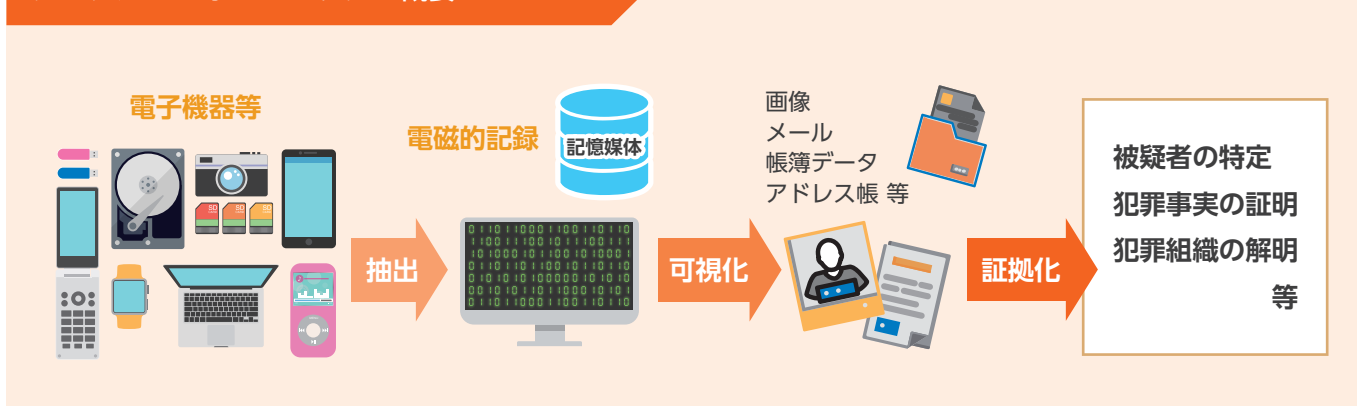 電子機器等
電磁的記録
記憶媒体
画像
メール
帳簿データ
アドレス帳 等
抽出
可視化
証拠化
被疑者の特定
犯罪事実の証明
犯罪組織の解明
等
SD
SD
SD